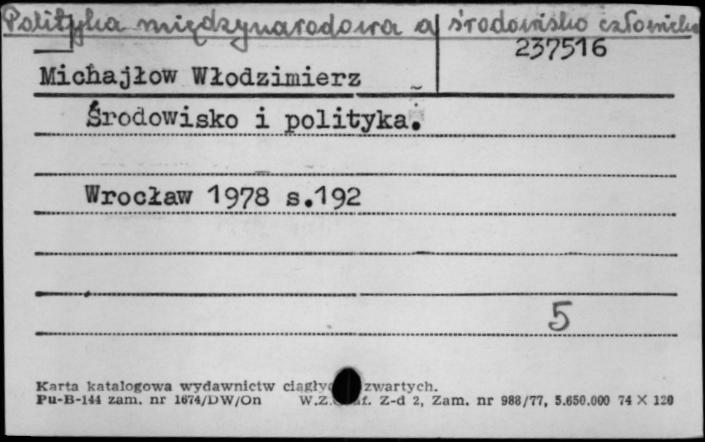 Polityka międzynarodowa a środowisko człowieka
237516
Michajłow Włodzimierz
Środowisko i polityka.
Wrocław 1978 s.192
5
Karta katalogowa wydawnictw zwartych.
Pu-B-144 zam. nr 1674/DW/On Z-d 2, Zam. nr 988/77, 5.650.000 74 X 120